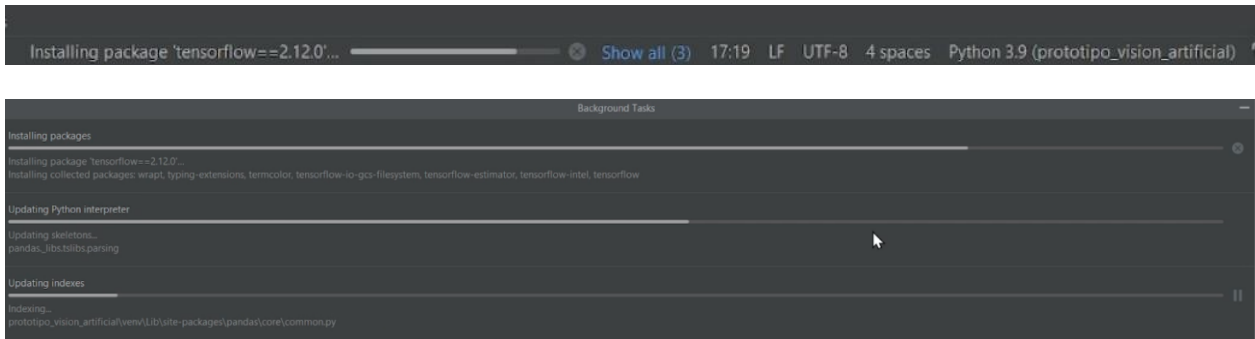 Installing package 'tensorflow==2.12.0'... Show all (3) 17:19 LF UTF-8 4 spaces Python 3.9 (prototipo_vision_artificial)
Background Tasks
Installing packages
Installing package 'tensorflow==2.12.0'...
Installing collected packages: wrapt, typing-extensions, termcolor, tensorflow-io-gcs-filesystem, tensorflow-estimator, tensorflow-intel, tensorflow
Updating Python interpreter
Updating skeletons...
pandas._libs.tslibs.parsing
Updating indexes
Indexing...
prototipo_vision_artificial\venv\Lib\site-packages\pandas\core\common.py